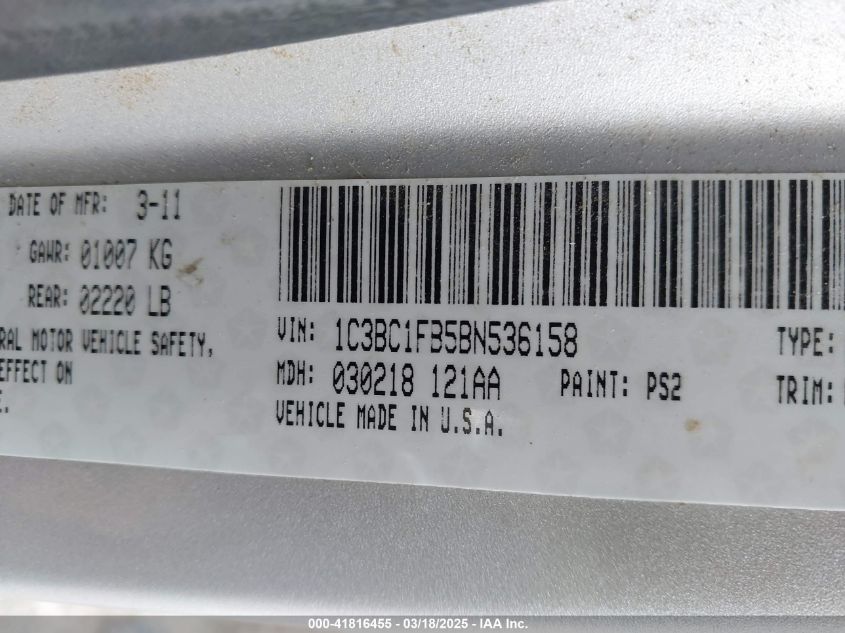 DATE OF MFR: 3-11
GAWR: 01007 KG
REAR: 02220 LB
RAL MOTOR VEHICLE SAFETY,
EFFECT ON
E.
VIN: 1C3BC1FB5BN536158
TYPE:
MDH: 030218 121AA
PAINT: PS2
TRIM:
VEHICLE MADE IN U.S.A.
000-41816455 - 03/18/2025 - IAA Inc.